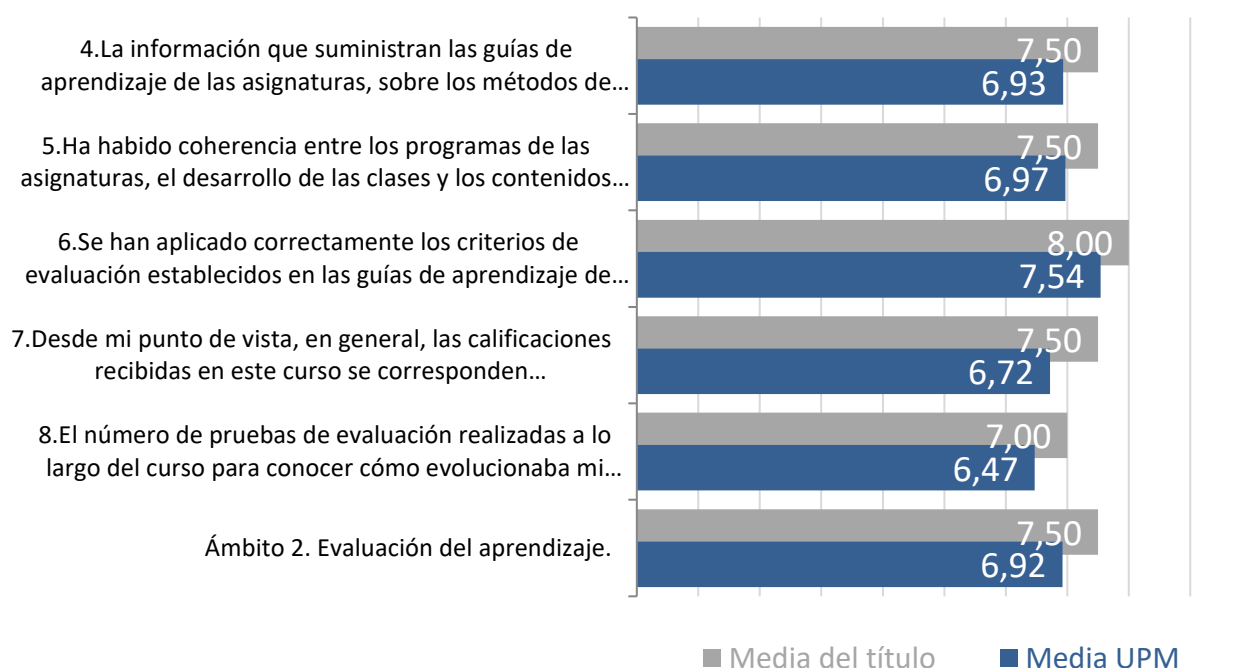 4.La información que suministran las guías de
aprendizaje de las asignaturas, sobre los métodos de…
7,50
6,93
5.Ha habido coherencia entre los programas de las
asignaturas, el desarrollo de las clases y los contenidos…
7,50
6,97
6.Se han aplicado correctamente los criterios de
evaluación establecidos en las guías de aprendizaje de…
8,00
7,54
7.Desde mi punto de vista, en general, las calificaciones
recibidas en este curso se corresponden…
7,50
6,72
8.El número de pruebas de evaluación realizadas a lo
largo del curso para conocer cómo evolucionaba mi…
7,00
6,47
Ámbito 2. Evaluación del aprendizaje.
7,50
6,92
Media del título Media UPM